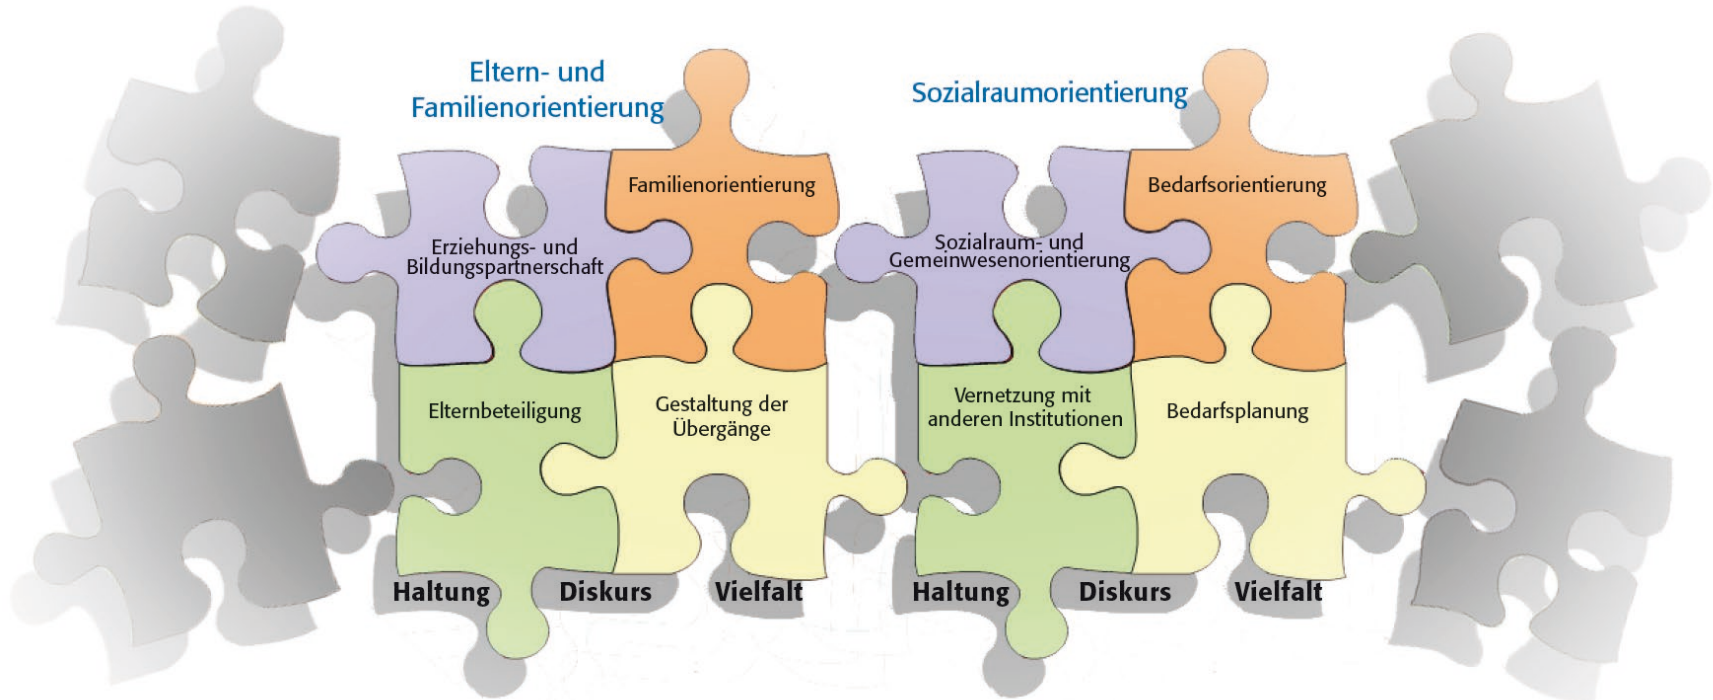 Eltern- und
Familienorientierung
Familienorientierung
Erziehungs- und
Bildungspartnerschaft
Elternbeteiligung
Gestaltung der
Übergänge
Haltung Diskurs Vielfalt
Sozialraumorientierung
Bedarfsorientierung
Sozialraum- und
Gemeinwesenorientierung
Vernetzung mit
anderen Institutionen
Bedarfsplanung
Haltung Diskurs Vielfalt